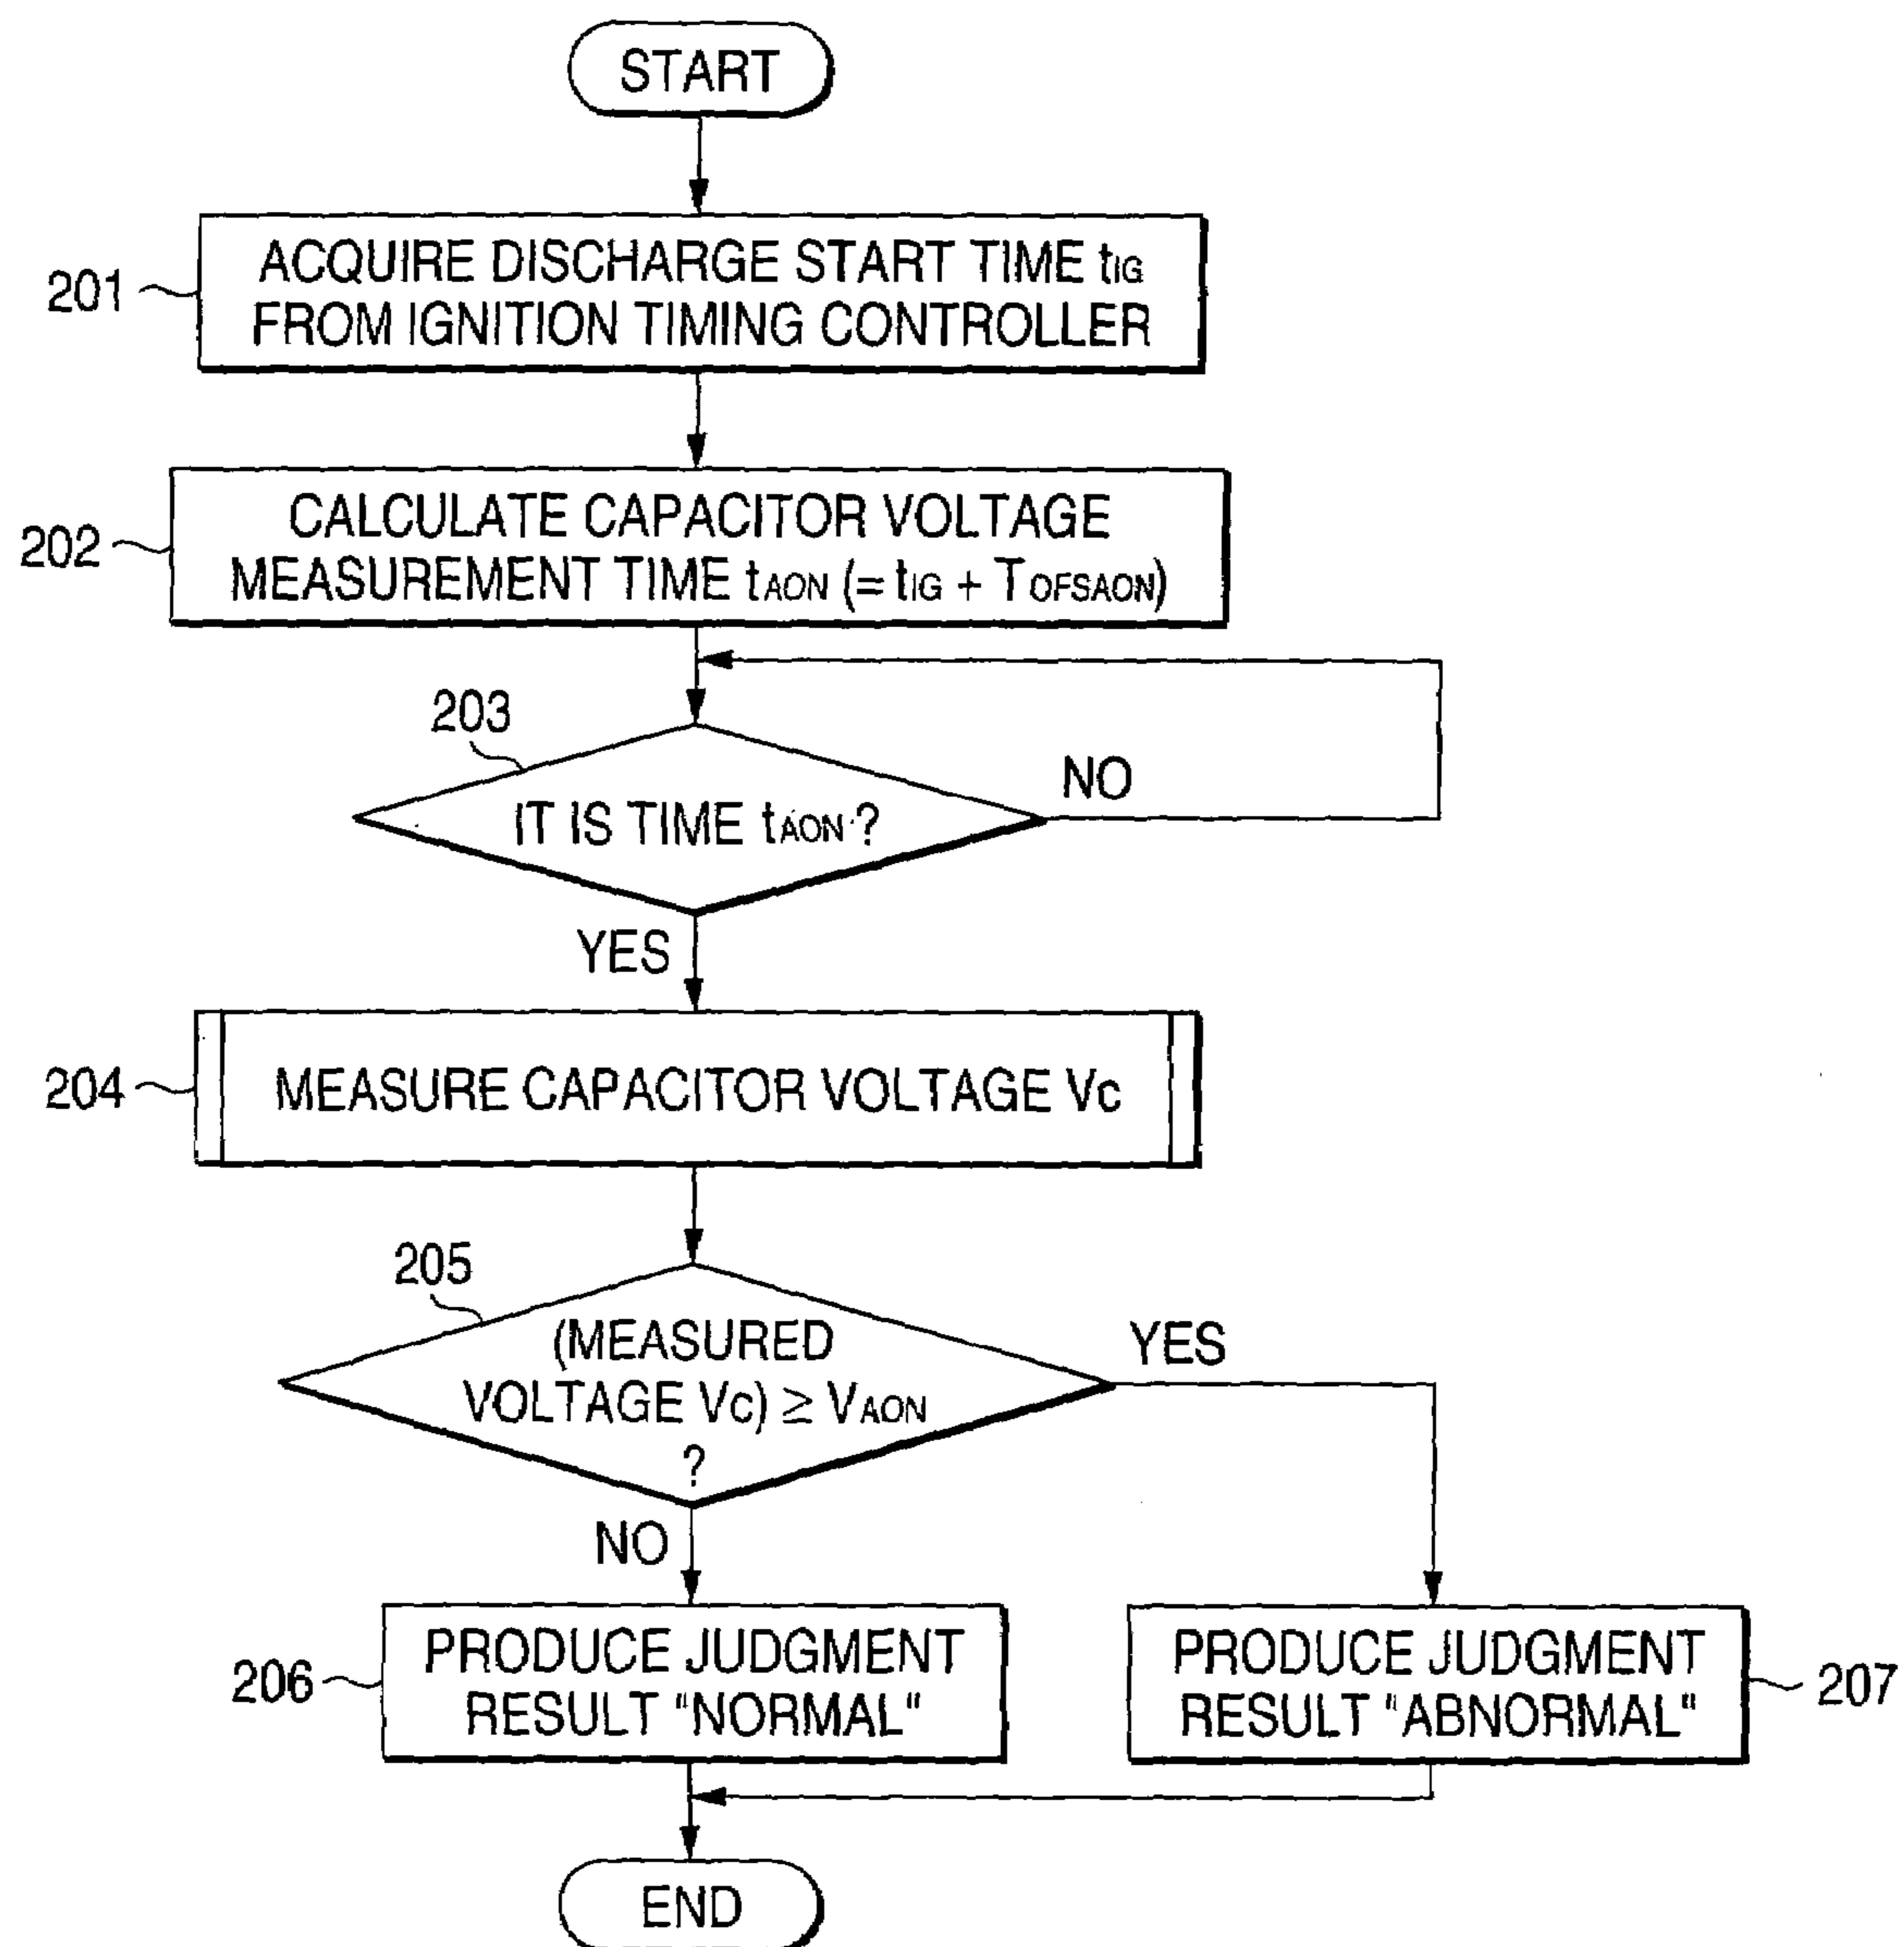 START
201
ACQUIRE DISCHARGE START TIME tIG
FROM IGNITION TIMING CONTROLLER
202
CALCULATE CAPACITOR VOLTAGE
MEASUREMENT TIME tAON (= tIG + TOFSAON)
203
IT IS TIME tAON ?
NO
YES
204
MEASURE CAPACITOR VOLTAGE Vc
205
(MEASURED
VOLTAGE Vc) ≥ VAON
?
YES
NO
206
PRODUCE JUDGMENT
RESULT "NORMAL"
PRODUCE JUDGMENT
RESULT "ABNORMAL"
207
END